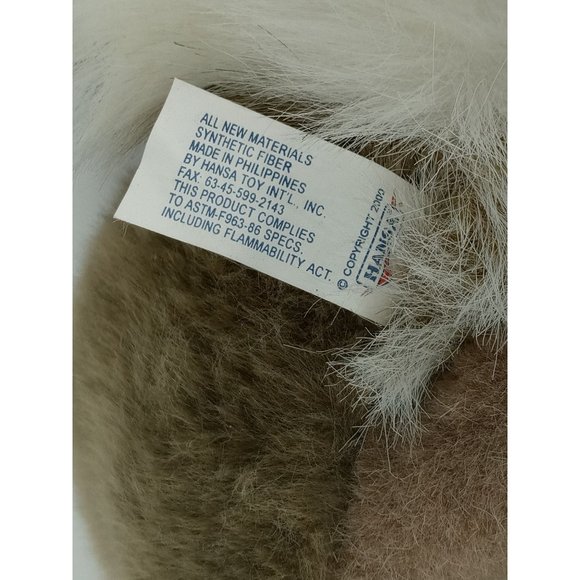 ALL NEW MATERIALS
SYNTHETIC FIBER
MADE IN PHILIPPINES
BY HANSA TOY INT'L., INC.
FAX: 63-45-599-2143
THIS PRODUCT COMPLIES
TO ASTM-F963-86 SPECS.
INCLUDING FLAMMABILITY ACT.
© COPYRIGHT 2000
HANSA